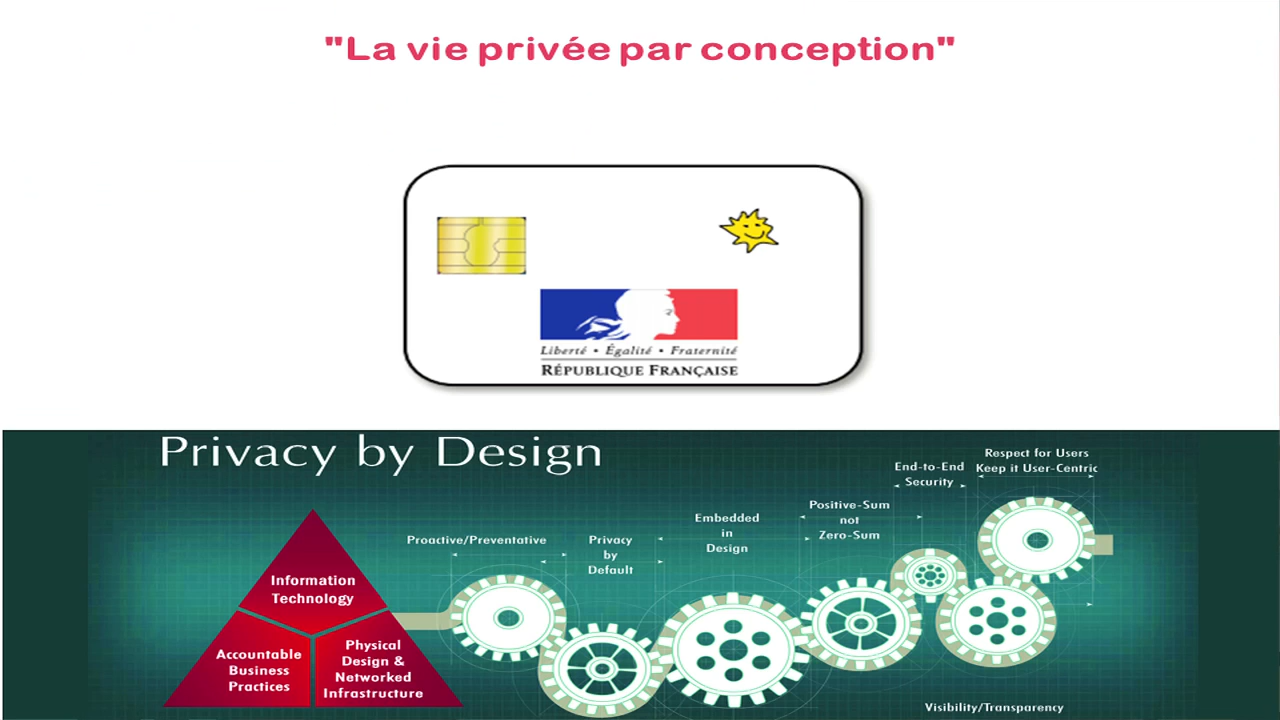 "La vie privée par conception"
Liberté • Égalité • Fraternité
RÉPUBLIQUE FRANÇAISE
Privacy by Design
Information
Technology
Accountable
Business
Practices
Physical
Design &
Networked
Infrastructure
Proactive/Preventative
Privacy
by
Default
Embedded
in
Design
Positive-Sum
not
Zero-Sum
End-to-End
Security
Respect for Users
Keep it User-Centric
Visibility/Transparency